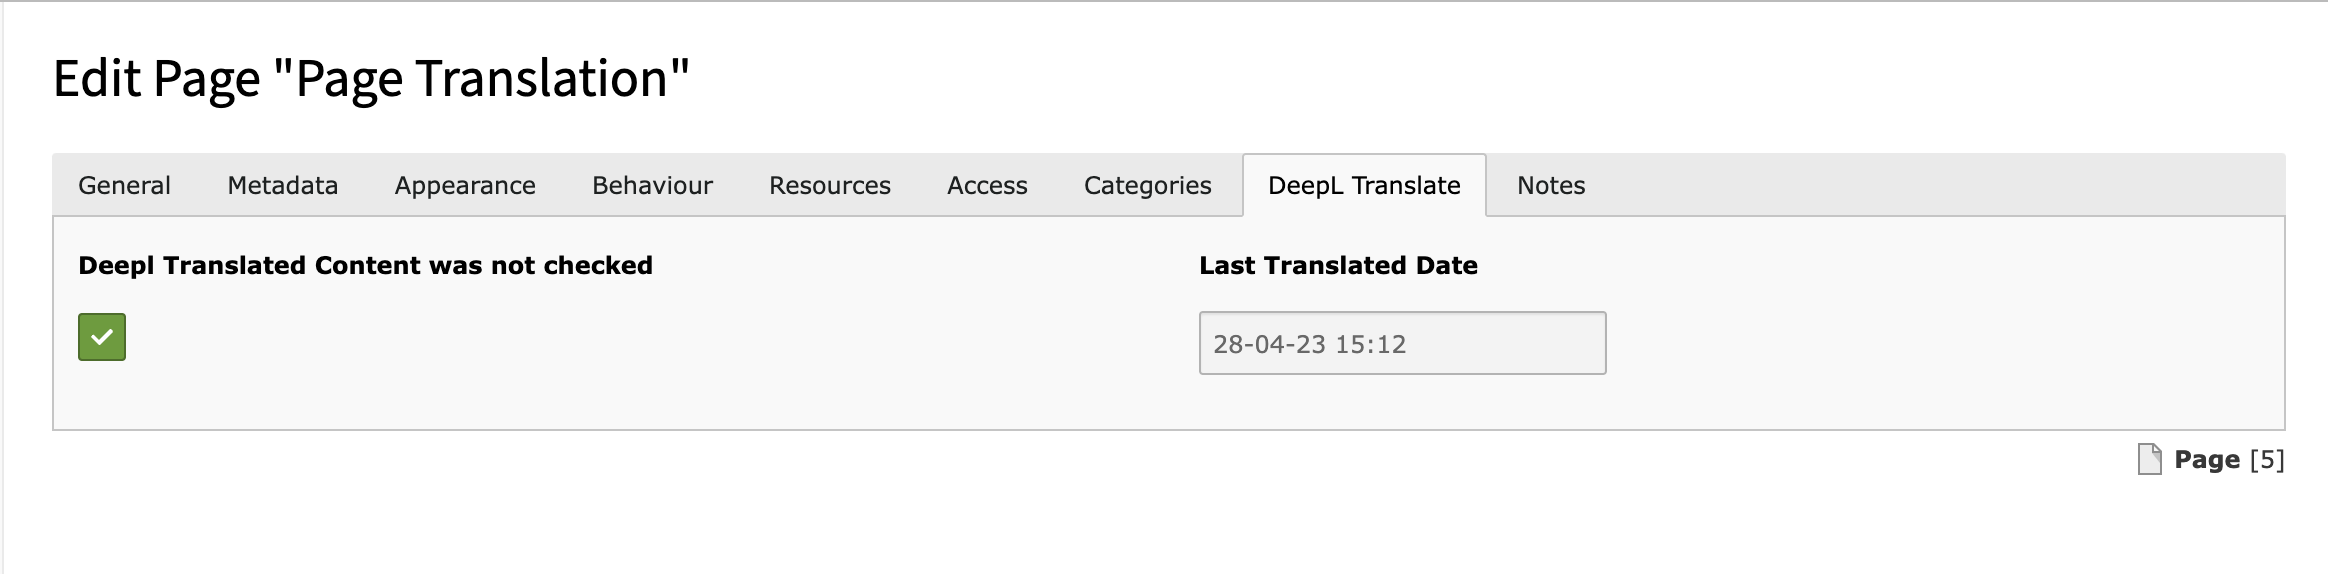 Edit Page "Page Translation"
General Metadata Appearance Behaviour Resources Access Categories DeepL Translate Notes
Deepl Translated Content was not checked
Last Translated Date
28-04-23 15:12
Page [5]